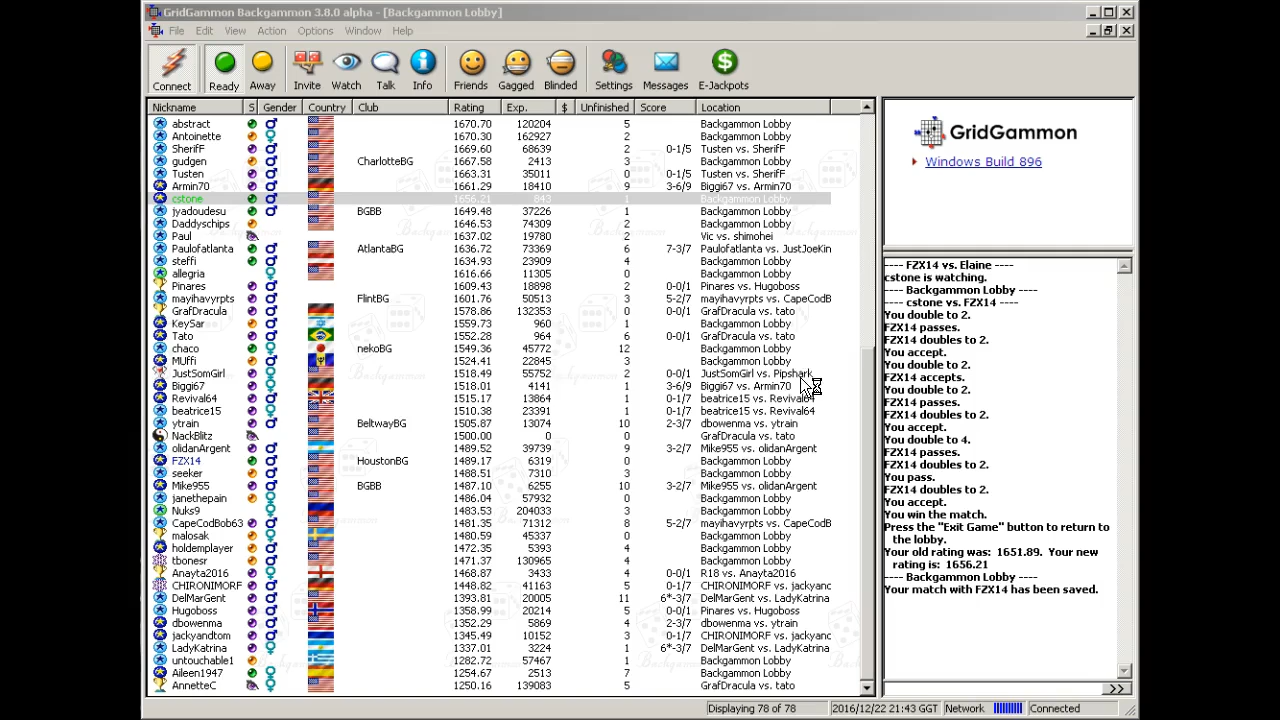 GridGammon Backgammon 3.8.0 alpha - [Backgammon Lobby]
File Edit View Action Options Window Help
Connect Ready Away Invite Watch Talk Info Friends Gagged Blinded Settings Messages E-Jackpots
Nickname S Gender Country Club Rating Exp. $ Unfinished Score Location
abstract 1670.70 120204 5 Backgammon Lobby
Antoinette 1670.30 162927 2 Backgammon Lobby
SherifF 1669.60 68639 2 0-1/5 Tusten vs. SherifF
gudgen CharlotteBG 1667.58 2413 3 Backgammon Lobby
Tusten 1663.31 35011 0 0-1/5 Tusten vs. SherifF
Armin70 1661.29 18410 9 3-6/9 Biggi67 vs. Armin70
cstone 1656.21 843 1 Backgammon Lobby
jyadoudesu BGBB 1649.48 37226 1 Backgammon Lobby
Daddyschips 1646.53 74309 2 Backgammon Lobby
Paul 1637.02 19780 2 Vic vs. shimohei
Paulofatlanta AtlantaBG 1636.72 73369 7-3/7 Paulofatlanta vs. JustJoeKin
steffi 1634.93 23909 4 Backgammon Lobby
allegria 1616.66 11305 0 Backgammon Lobby
Pinares 1609.43 18898 2 0-0/1 Pinares vs. Hugoboss
mayihavyrpts FlintBG 1601.76 50513 3 5-2/7 mayihavyrpts vs. CapeCodB
GrafDracula 1578.86 132353 0 0-0/1 GrafDracula vs. tato
KeySar 1559.73 960 1 Backgammon Lobby
Tato 1552.28 964 6 0-0/1 GrafDracula vs. tato
chaco nekoBG 1549.36 45772 12 Backgammon Lobby
MUffi 1524.41 22845 3 Backgammon Lobby
JustSomGirl 1518.49 55752 2 0-0/1 JustSomGirl vs. Pipshark
Biggi67 1518.01 4141 1 3-6/9 Biggi67 vs. Armin70
Revival64 1515.17 13864 1 0-1/7 beatrice15 vs. Revival64
beatrice15 1510.38 23391 1 0-1/7 beatrice15 vs. Revival64
ytrain BeltwayBG 1505.87 13074 10 2-3/7 dbowenma vs. ytrain
NackBlitz 1500.00 0 0 GrafDracula vs. tato
olidanArgent 1489.52 39739 9 3-2/7 Mike955 vs. olidanArgent
FZX14 HoustonBG 1489.17 6319 0 Backgammon Lobby
seeker 1488.51 7310 3 Backgammon Lobby
Mike955 BGBB 1487.10 6255 10 3-2/7 Mike955 vs. olidanArgent
janethepain 1486.04 57932 0 Backgammon Lobby
Nuks9 1483.53 204033 3 Backgammon Lobby
CapeCodBob63 1481.35 71312 8 5-2/7 mayihavyrpts vs. CapeCodB
malosak 1480.59 45337 0 Backgammon Lobby
holdemplayer 1472.35 5393 4 Backgammon Lobby
tbonesr 1471.37 130965 4 Backgammon Lobby
Anayta2016 1468.87 3433 4 0-0/1 R18 vs. Anayta2016
CHIRONIMORF 1448.82 41163 5 0-1/7 CHIRONIMORF vs. jackyanc
DelMarGent 1393.81 20005 11 6*-3/7 DelMarGent vs. LadyKatrina
Hugoboss 1358.99 20214 5 0-0/1 Pinares vs. Hugoboss
dbowenma 1352.29 5869 4 2-3/7 dbowenma vs. ytrain
jackyandtom 1345.49 10152 3 0-1/7 CHIRONIMORF vs. jackyanc
LadyKatrina 1337.01 3224 1 6*-3/7 DelMarGent vs. LadyKatrina
untouchable1 1282.72 57467 1 Backgammon Lobby
Aileen1947 1254.67 2513 7 Backgammon Lobby
AnnetteC 1250.16 139083 5 GrafDracula vs. tato
GridGammon
Windows Build 896
---- FZX14 vs. Elaine ----
cstone is watching.
---- Backgammon Lobby ----
---- cstone vs. FZX14 ----
You double to 2.
FZX14 passes.
FZX14 doubles to 2.
You accept.
You double to 2.
FZX14 accepts.
You double to 2.
FZX14 passes.
FZX14 doubles to 2.
You accept.
You double to 4.
FZX14 passes.
FZX14 doubles to 2.
You pass.
FZX14 doubles to 2.
You accept.
You win the match.
Press the "Exit Game" button to return to
the lobby.
Your old rating was: 1651.89. Your new
rating is: 1656.21
---- Backgammon Lobby ----
Your match with FZX14 has been saved.
>>
Displaying 78 of 78 2016/12/22 21:43 GGT Network Connected